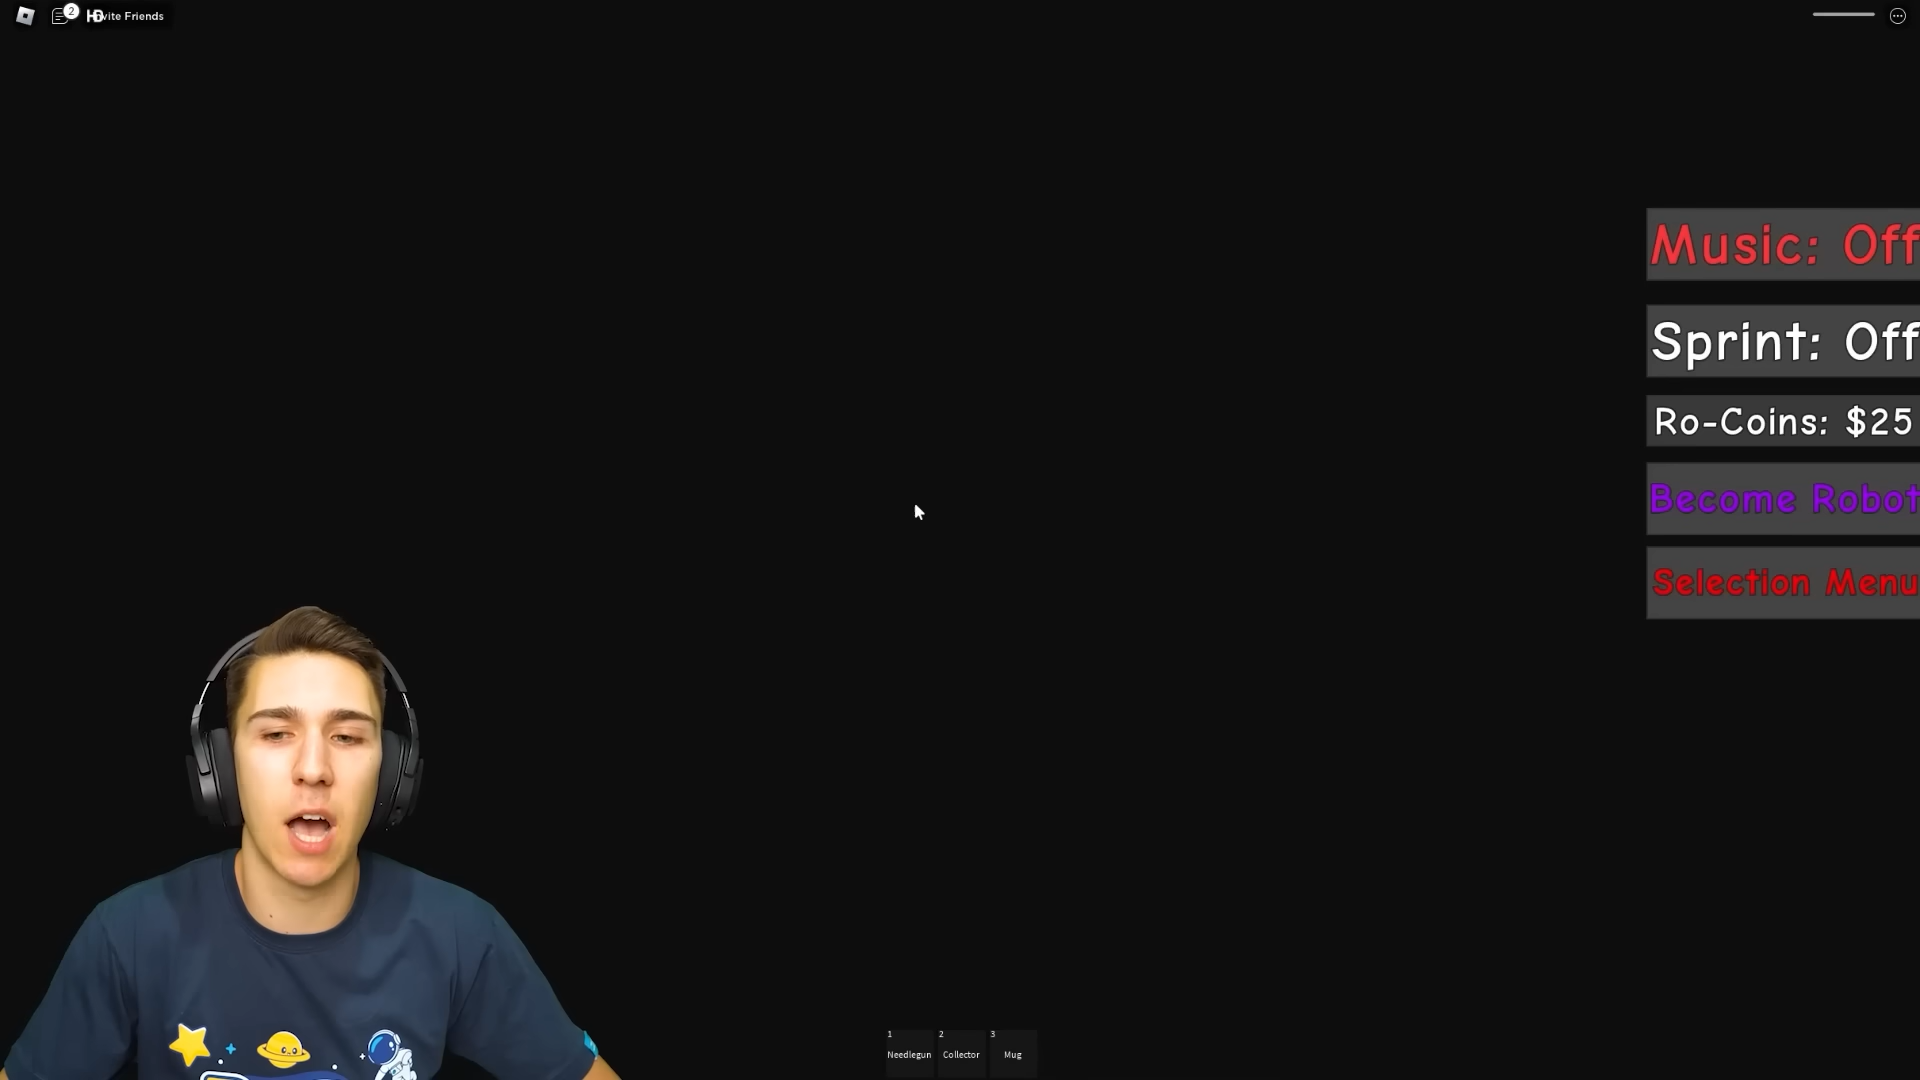 2
Invite Friends
Music: Off
Sprint: Off
Ro-Coins: $25
Become Robot
Selection Menu
1
Needlegun
2
Collector
3
Mug